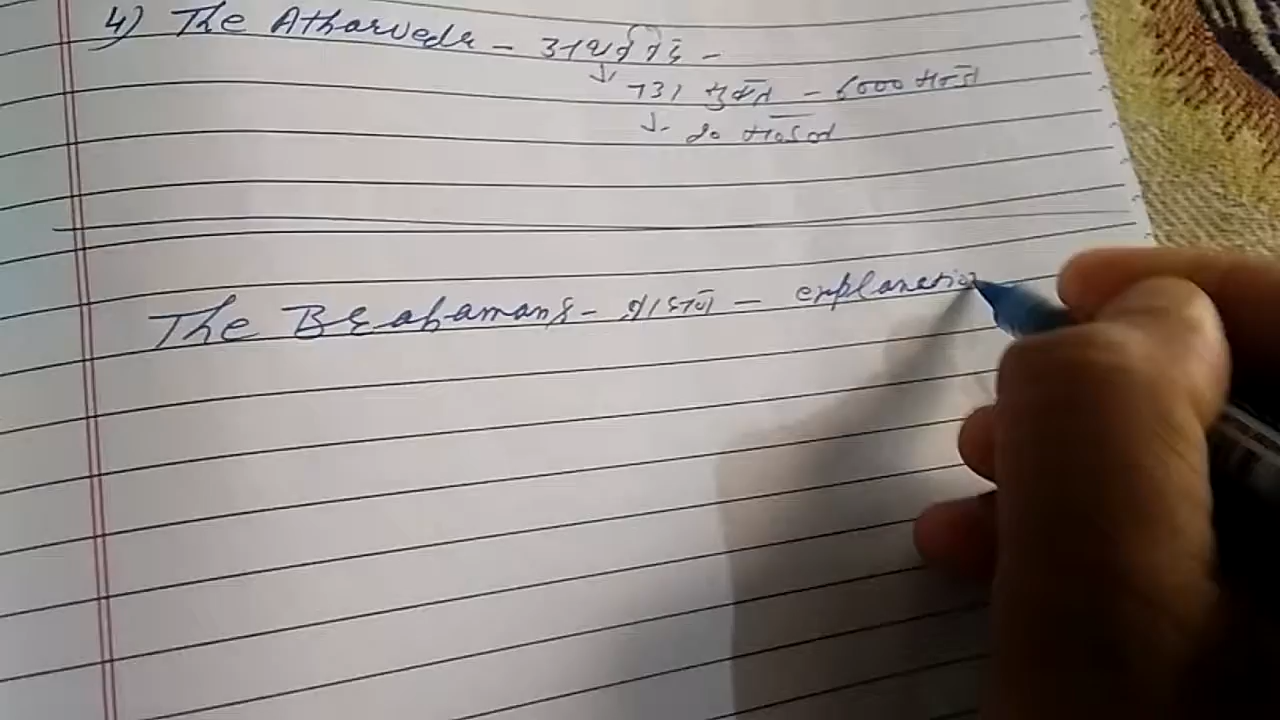 4) The Atharveda - अथर्ववेद -
↓ 731 सुक्त - 6000 मन्त्र
↓ 20 मण्डल
The Brahamans - ब्राह्मण - explanation